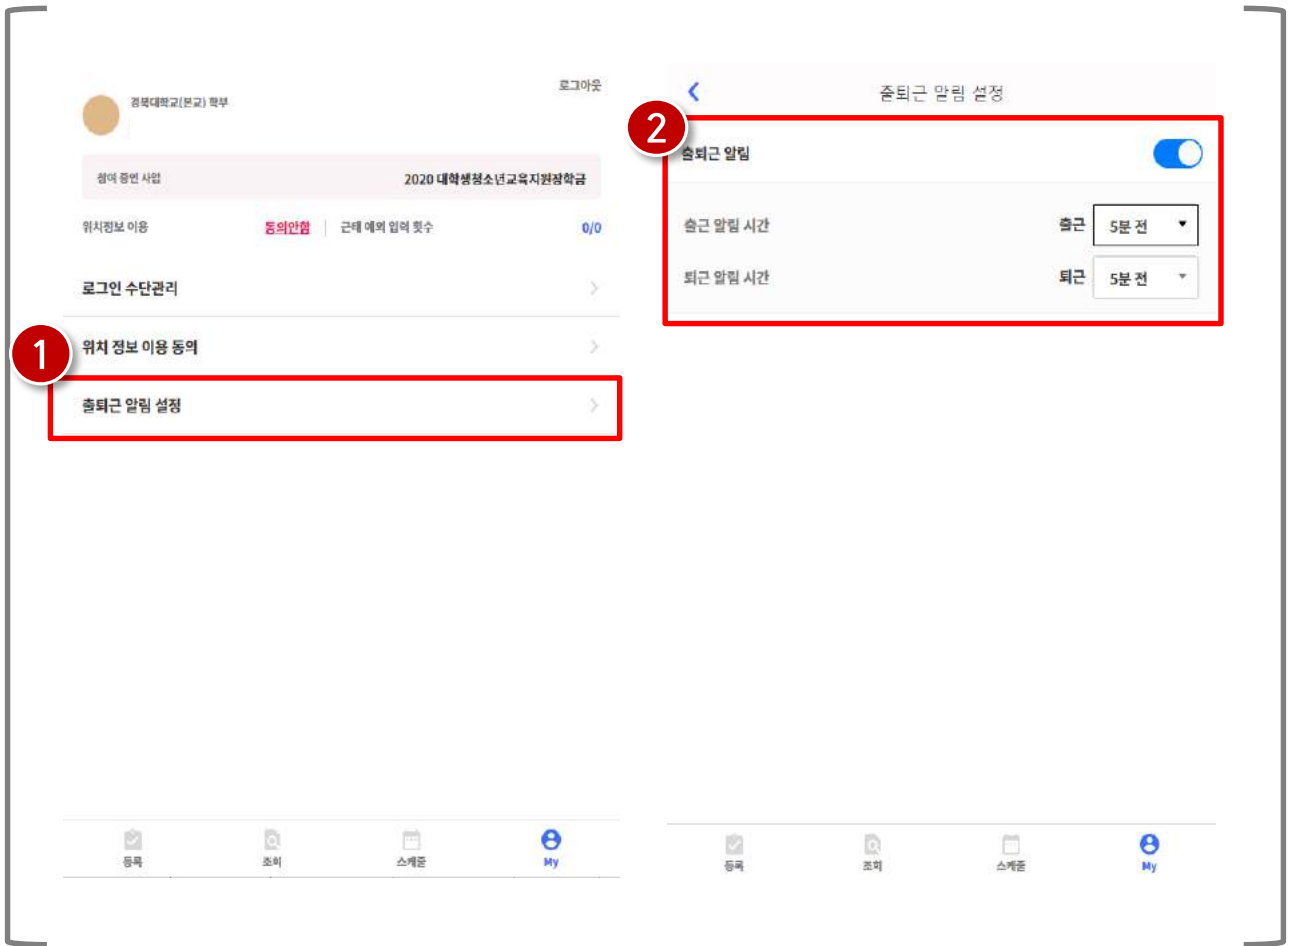 로그아웃
경북대학교(본교) 학부
참여 중인 사업 2020 대학생청소년교육지원장학금
위치정보 이용 동의안함 근태 예외 입력 횟수 0/0
로그인 수단관리
1
위치 정보 이용 동의
출퇴근 알림 설정
등록 조회 스케줄 My
출퇴근 알림 설정
2
출퇴근 알림
출근 알림 시간 출근 5분 전
퇴근 알림 시간 퇴근 5분 전
등록 조회 스케줄 My